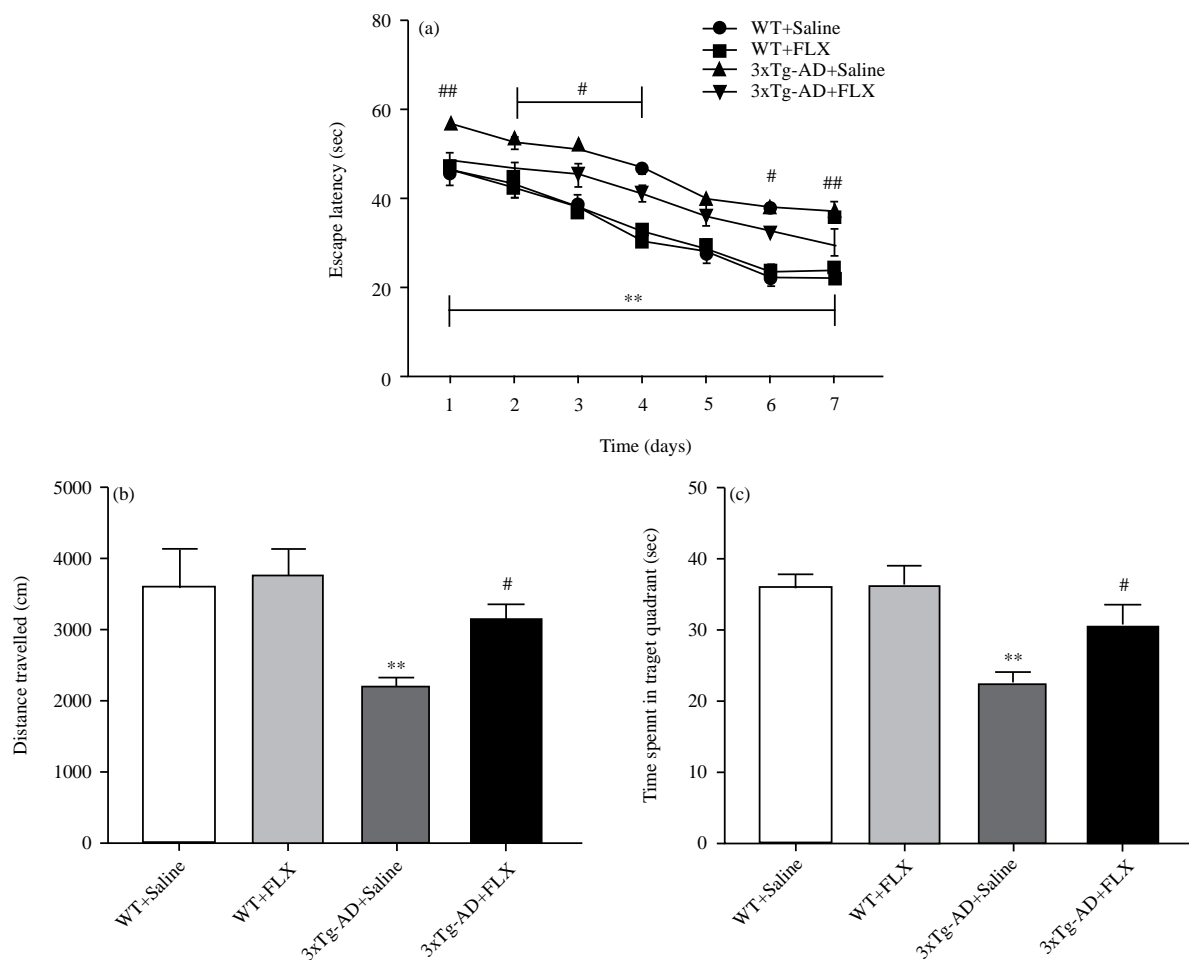 (a)
WT+Saline
WT+FLX
3xTg-AD+Saline
3xTg-AD+FLX
80
60
40
20
0
Escape latency (sec)
##
#
#
##
**
1 2 3 4 5 6 7
Time (days)
(b)
5000
4000
3000
2000
1000
0
Distance travelled (cm)
**
#
WT+Saline
WT+FLX
3xTg-AD+Saline
3xTg-AD+FLX
(c)
50
40
30
20
10
0
Time spennt in traget quadrant (sec)
**
#
WT+Saline
WT+FLX
3xTg-AD+Saline
3xTg-AD+FLX